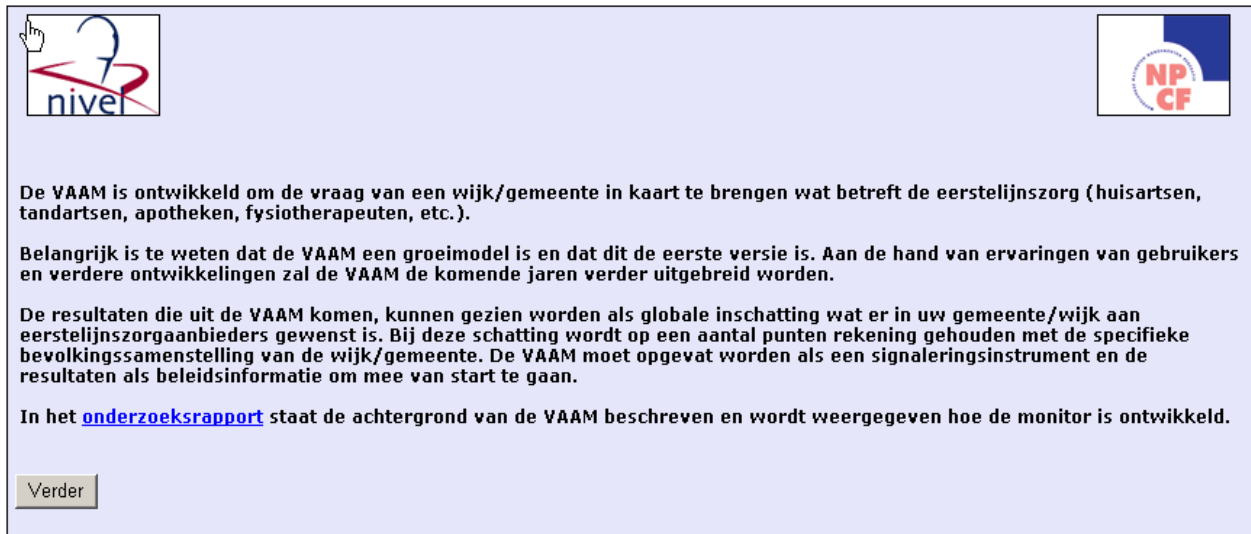 nivel
NP
CF
De VAAM is ontwikkeld om de vraag van een wijk/gemeente in kaart te brengen wat betreft de eerstelijnszorg (huisartsen,
tandartsen, apotheken, fysiotherapeuten, etc.).
Belangrijk is te weten dat de VAAM een groeimodel is en dat dit de eerste versie is. Aan de hand van ervaringen van gebruikers
en verdere ontwikkelingen zal de VAAM de komende jaren verder uitgebreid worden.
De resultaten die uit de VAAM komen, kunnen gezien worden als globale inschatting wat er in uw gemeente/wijk aan
eerstelijnszorgaanbieders gewenst is. Bij deze schatting wordt op een aantal punten rekening gehouden met de specifieke
bevolkingssamenstelling van de wijk/gemeente. De VAAM moet opgevat worden als een signaleringsinstrument en de
resultaten als beleidsinformatie om mee van start te gaan.
In het onderzoeksrapport staat de achtergrond van de VAAM beschreven en wordt weergegeven hoe de monitor is ontwikkeld.
Verder